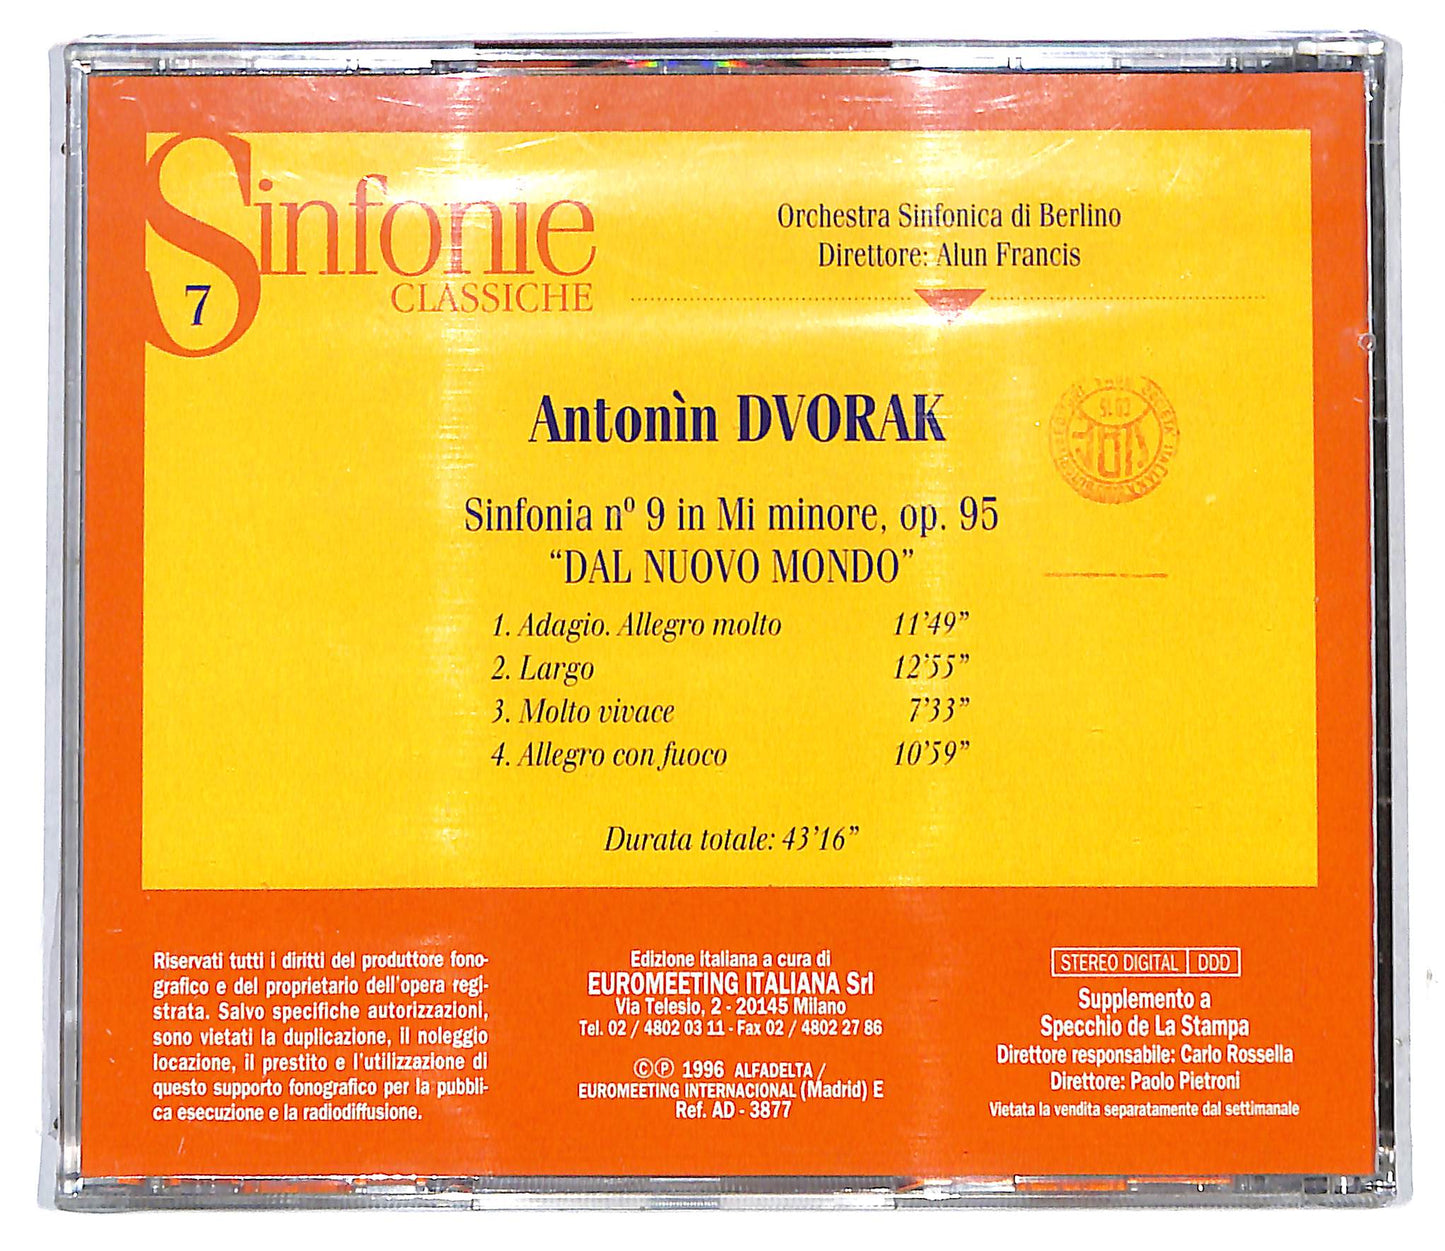 Sinfonie
CLASSICHE
7
Orchestra Sinfonica di Berlino
Direttore: Alun Francis
Antonìn DVORAK
Sinfonia nº 9 in Mi minore, op. 95
“DAL NUOVO MONDO”
1. Adagio. Allegro molto 11’49”
2. Largo 12’55”
3. Molto vivace 7’33”
4. Allegro con fuoco 10’59”
Durata totale: 43’16”
Riservati tutti i diritti del produttore fono-
grafico e del proprietario dell’opera regi-
strata. Salvo specifiche autorizzazioni,
sono vietati la duplicazione, il noleggio
locazione, il prestito e l’utilizzazione di
questo supporto fonografico per la pubbli-
ca esecuzione e la radiodiffusione.
Edizione italiana a cura di
EUROMEETING ITALIANA Srl
Via Telesio, 2 - 20145 Milano
Tel. 02 / 4802 03 11 - Fax 02 / 4802 27 86
©℗ 1996 ALFADELTA /
EUROMEETING INTERNACIONAL (Madrid) E
Ref. AD - 3877
STEREO DIGITAL DDD
Supplemento a
Specchio de La Stampa
Direttore responsabile: Carlo Rossella
Direttore: Paolo Pietroni
Vietata la vendita separatamente dal settimanale
SIAE
SOCIETA' ITALIANA